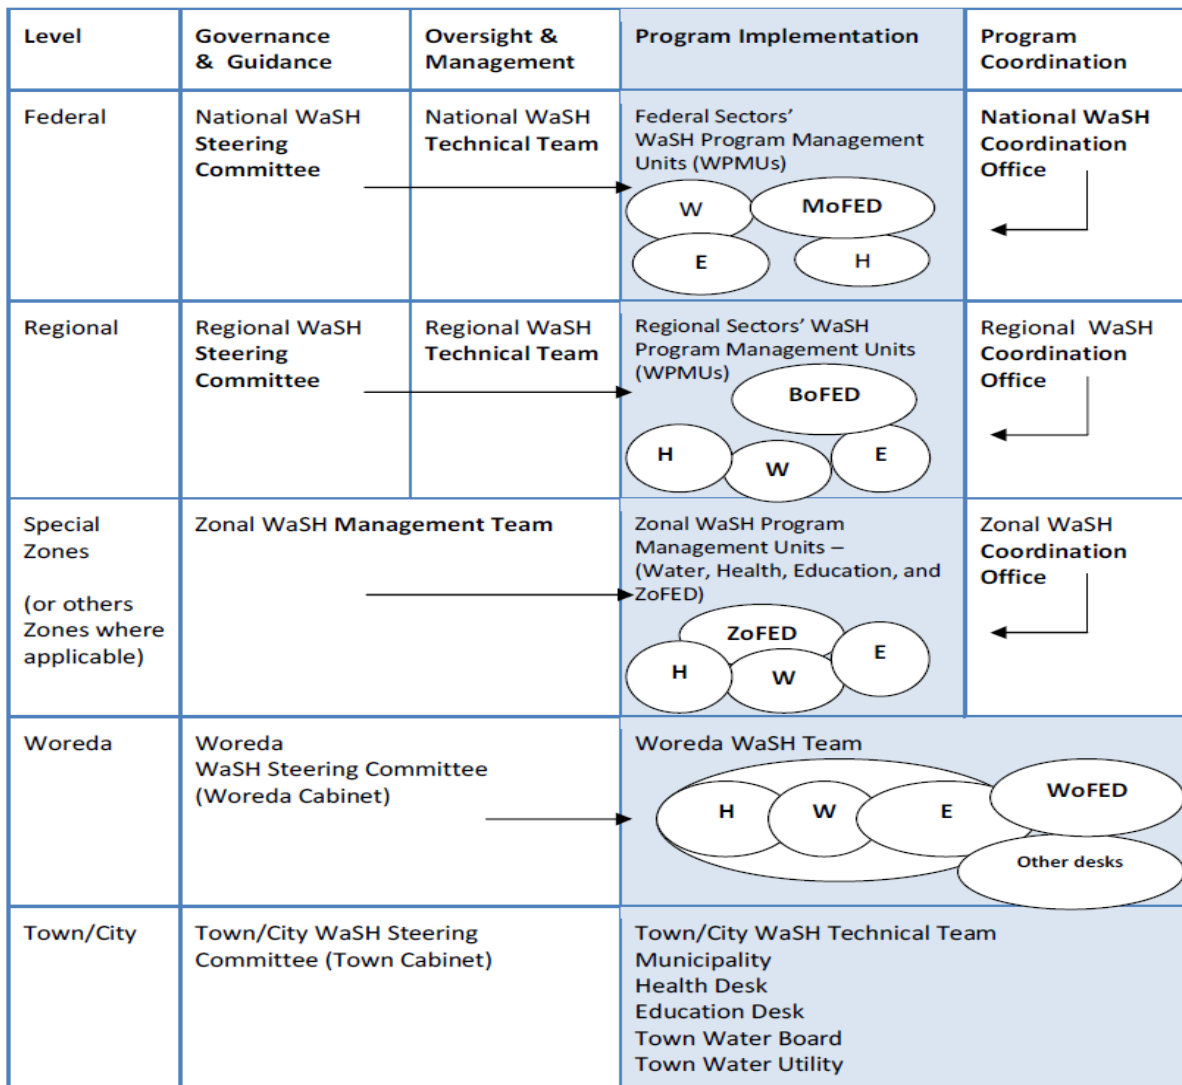 Level
Governance
& Guidance
Oversight &
Management
Program Implementation
Program
Coordination
Federal
National WaSH
Steering
Committee
National WaSH
Technical Team
Federal Sectors'
WaSH Program Management
Units (WPMUs)
W
MoFED
E
H
National WaSH
Coordination
Office
Regional
Regional WaSH
Steering
Committee
Regional WaSH
Technical Team
Regional Sectors' WaSH
Program Management Units
(WPMUs)
BoFED
H
W
E
Regional WaSH
Coordination
Office
Special
Zones
(or others
Zones where
applicable)
Zonal WaSH Management Team
Zonal WaSH Program
Management Units –
(Water, Health, Education, and
ZoFED)
ZoFED
H
W
E
Zonal WaSH
Coordination
Office
Woreda
Woreda
WaSH Steering Committee
(Woreda Cabinet)
Woreda WaSH Team
H
W
E
WoFED
Other desks
Town/City
Town/City WaSH Steering
Committee (Town Cabinet)
Town/City WaSH Technical Team
Municipality
Health Desk
Education Desk
Town Water Board
Town Water Utility